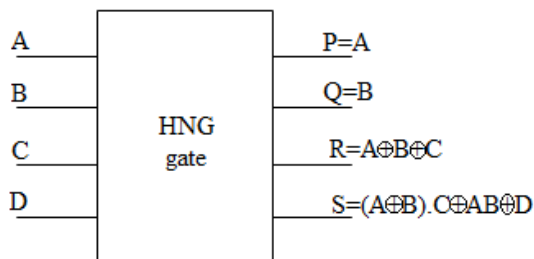 A
P=A
B
Q=B
HNG
gate
C
R=A⊕B⊕C
D
S=(A⊕B).C⊕AB⊕D